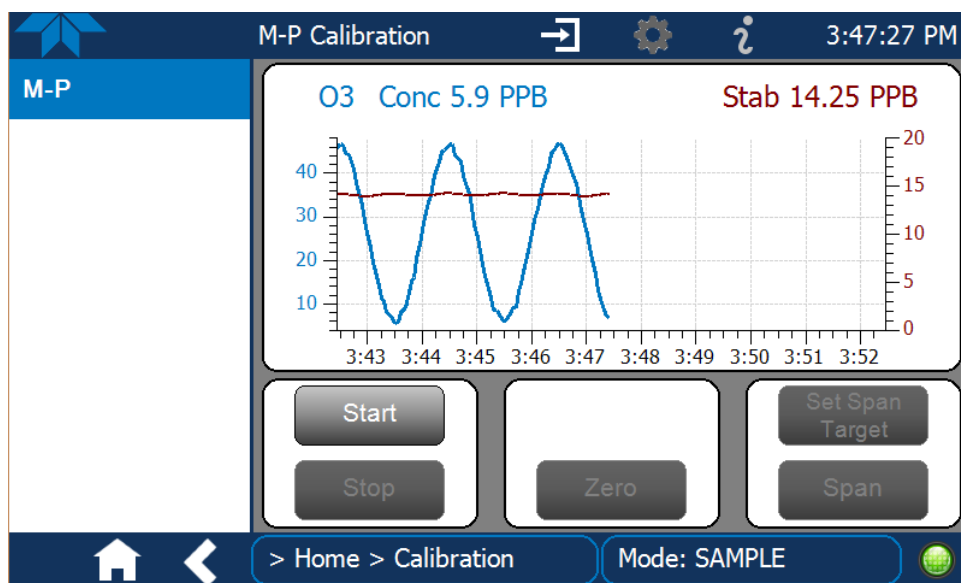 M-P Calibration
3:47:27 PM
M-P
O3 Conc 5.9 PPB
Stab 14.25 PPB
40
30
20
10
20
15
10
5
0
3:43 3:44 3:45 3:46 3:47 3:48 3:49 3:50 3:51 3:52
Start
Stop
Zero
Set Span
Target
Span
> Home > Calibration
Mode: SAMPLE